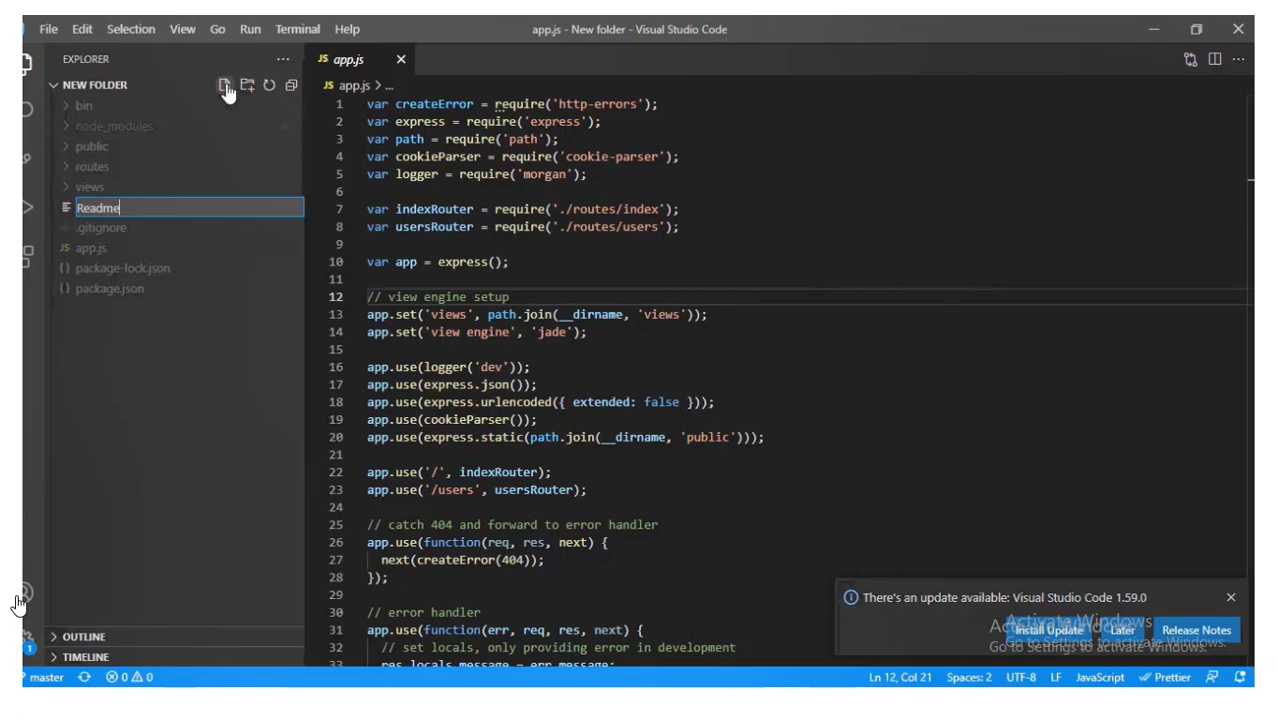 File Edit Selection View Go Run Terminal Help app.js - New folder - Visual Studio Code
EXPLORER
NEW FOLDER
bin
node_modules
public
routes
views
Readme
.gitignore
JS app.js
{} package-lock.json
{} package.json
OUTLINE
TIMELINE
JS app.js
JS app.js > ...
1 var createError = require('http-errors');
2 var express = require('express');
3 var path = require('path');
4 var cookieParser = require('cookie-parser');
5 var logger = require('morgan');
6
7 var indexRouter = require('./routes/index');
8 var usersRouter = require('./routes/users');
9
10 var app = express();
11
12 // view engine setup
13 app.set('views', path.join(__dirname, 'views'));
14 app.set('view engine', 'jade');
15
16 app.use(logger('dev'));
17 app.use(express.json());
18 app.use(express.urlencoded({ extended: false }));
19 app.use(cookieParser());
20 app.use(express.static(path.join(__dirname, 'public')));
21
22 app.use('/', indexRouter);
23 app.use('/users', usersRouter);
24
25 // catch 404 and forward to error handler
26 app.use(function(req, res, next) {
27 next(createError(404));
28 });
29
30 // error handler
31 app.use(function(err, req, res, next) {
32 // set locals, only providing error in development
33 res.locals.message = err.message;
There's an update available: Visual Studio Code 1.59.0
Install Update Later Release Notes
Activate Windows
Go to Settings to activate Windows.
1
master 0 0 Ln 12, Col 21 Spaces: 2 UTF-8 LF JavaScript Prettier